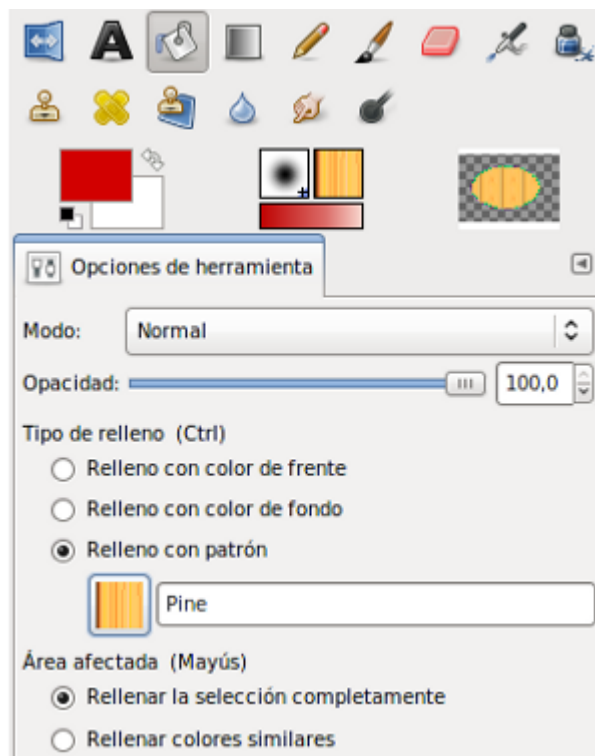 Opciones de herramienta
Modo: Normal
Opacidad: 100,0
Tipo de relleno (Ctrl)
Relleno con color de frente
Relleno con color de fondo
Relleno con patrón
Pine
Área afectada (Mayús)
Rellenar la selección completamente
Rellenar colores similares